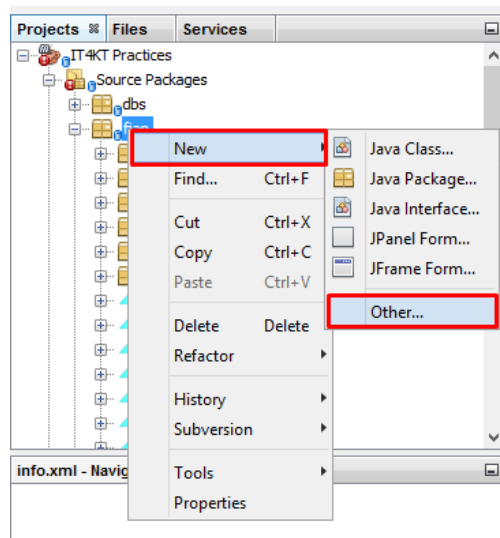 Projects Files Services
IT4KT Practices
Source Packages
dbs
New
Find... Ctrl+F
Cut Ctrl+X
Copy Ctrl+C
Paste Ctrl+V
Delete Delete
Refactor
History
Subversion
Tools
Properties
Java Class...
Java Package...
Java Interface...
JPanel Form...
JFrame Form...
Other...
info.xml - Navig